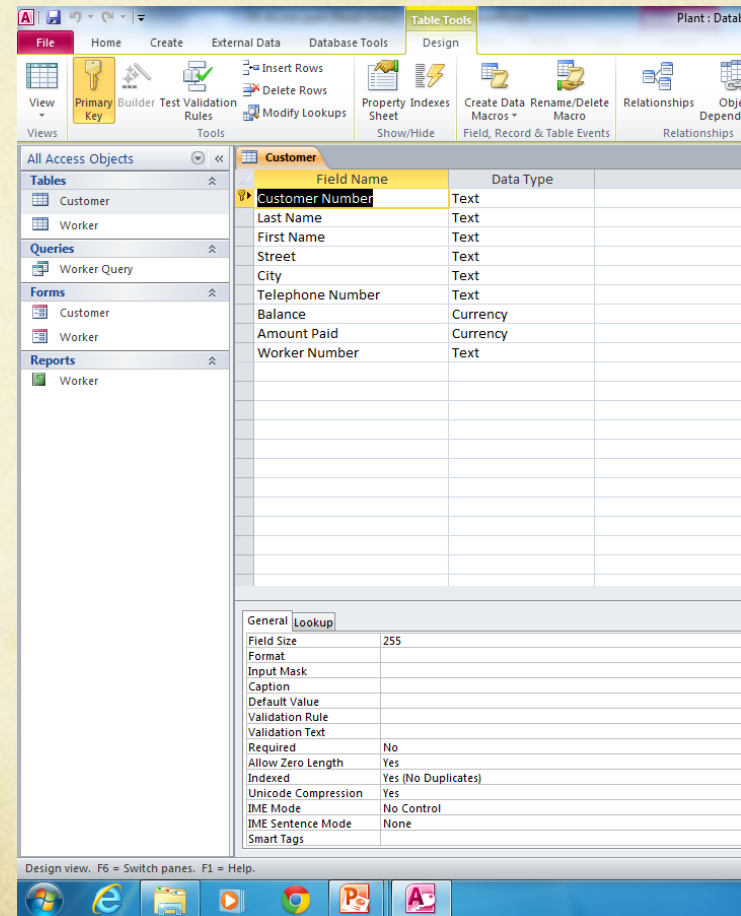 Table Tools
Plant : Datab
File Home Create External Data Database Tools Design
View Primary Key Builder Test Validation Rules Insert Rows Delete Rows Modify Lookups Property Sheet Indexes Create Data Macros Rename/Delete Macro Relationships Obje Depend
Views Tools Show/Hide Field, Record & Table Events Relationships
All Access Objects
Tables
Customer
Worker
Queries
Worker Query
Forms
Customer
Worker
Reports
Worker
Customer
Field Name Data Type
Customer Number Text
Last Name Text
First Name Text
Street Text
City Text
Telephone Number Text
Balance Currency
Amount Paid Currency
Worker Number Text
General Lookup
Field Size 255
Format
Input Mask
Caption
Default Value
Validation Rule
Validation Text
Required No
Allow Zero Length Yes
Indexed Yes (No Duplicates)
Unicode Compression Yes
IME Mode No Control
IME Sentence Mode None
Smart Tags
Design view. F6 = Switch panes. F1 = Help.